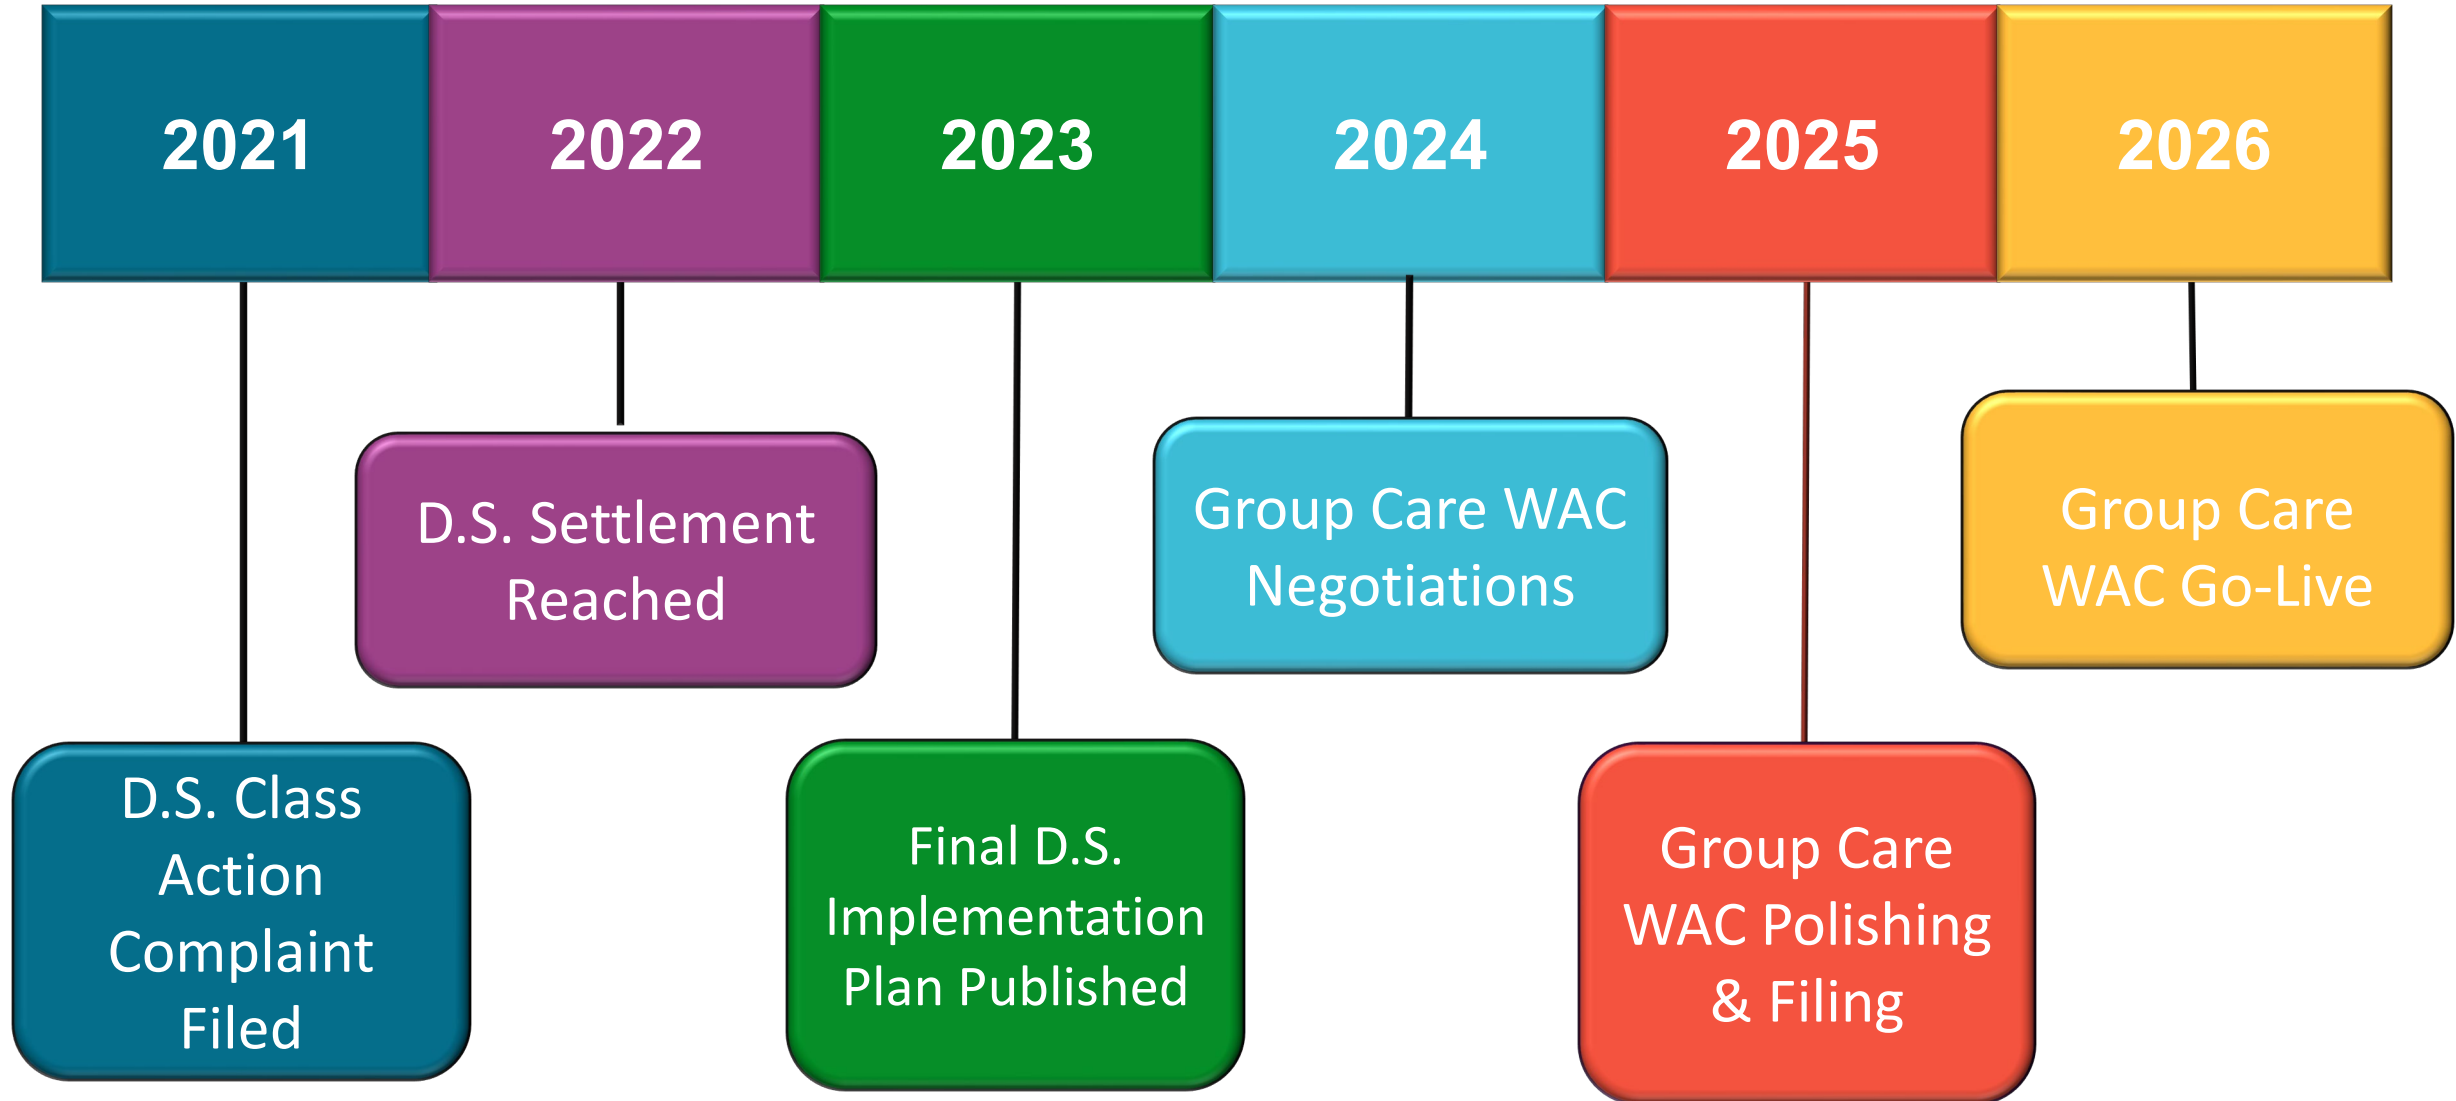 2021
2022
2023
2024
2025
2026
D.S. Class
Action
Complaint
Filed
D.S. Settlement
Reached
Final D.S.
Implementation
Plan Published
Group Care WAC
Negotiations
Group Care
WAC Polishing
& Filing
Group Care
WAC Go-Live